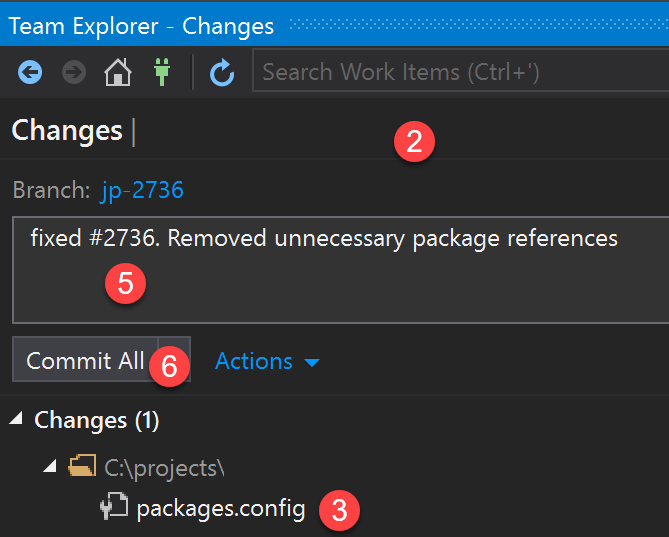 Team Explorer - Changes
Search Work Items (Ctrl+')
Changes |
2
Branch: jp-2736
fixed #2736. Removed unnecessary package references
5
Commit All
6
Actions
Changes (1)
C:\projects\
packages.config
3